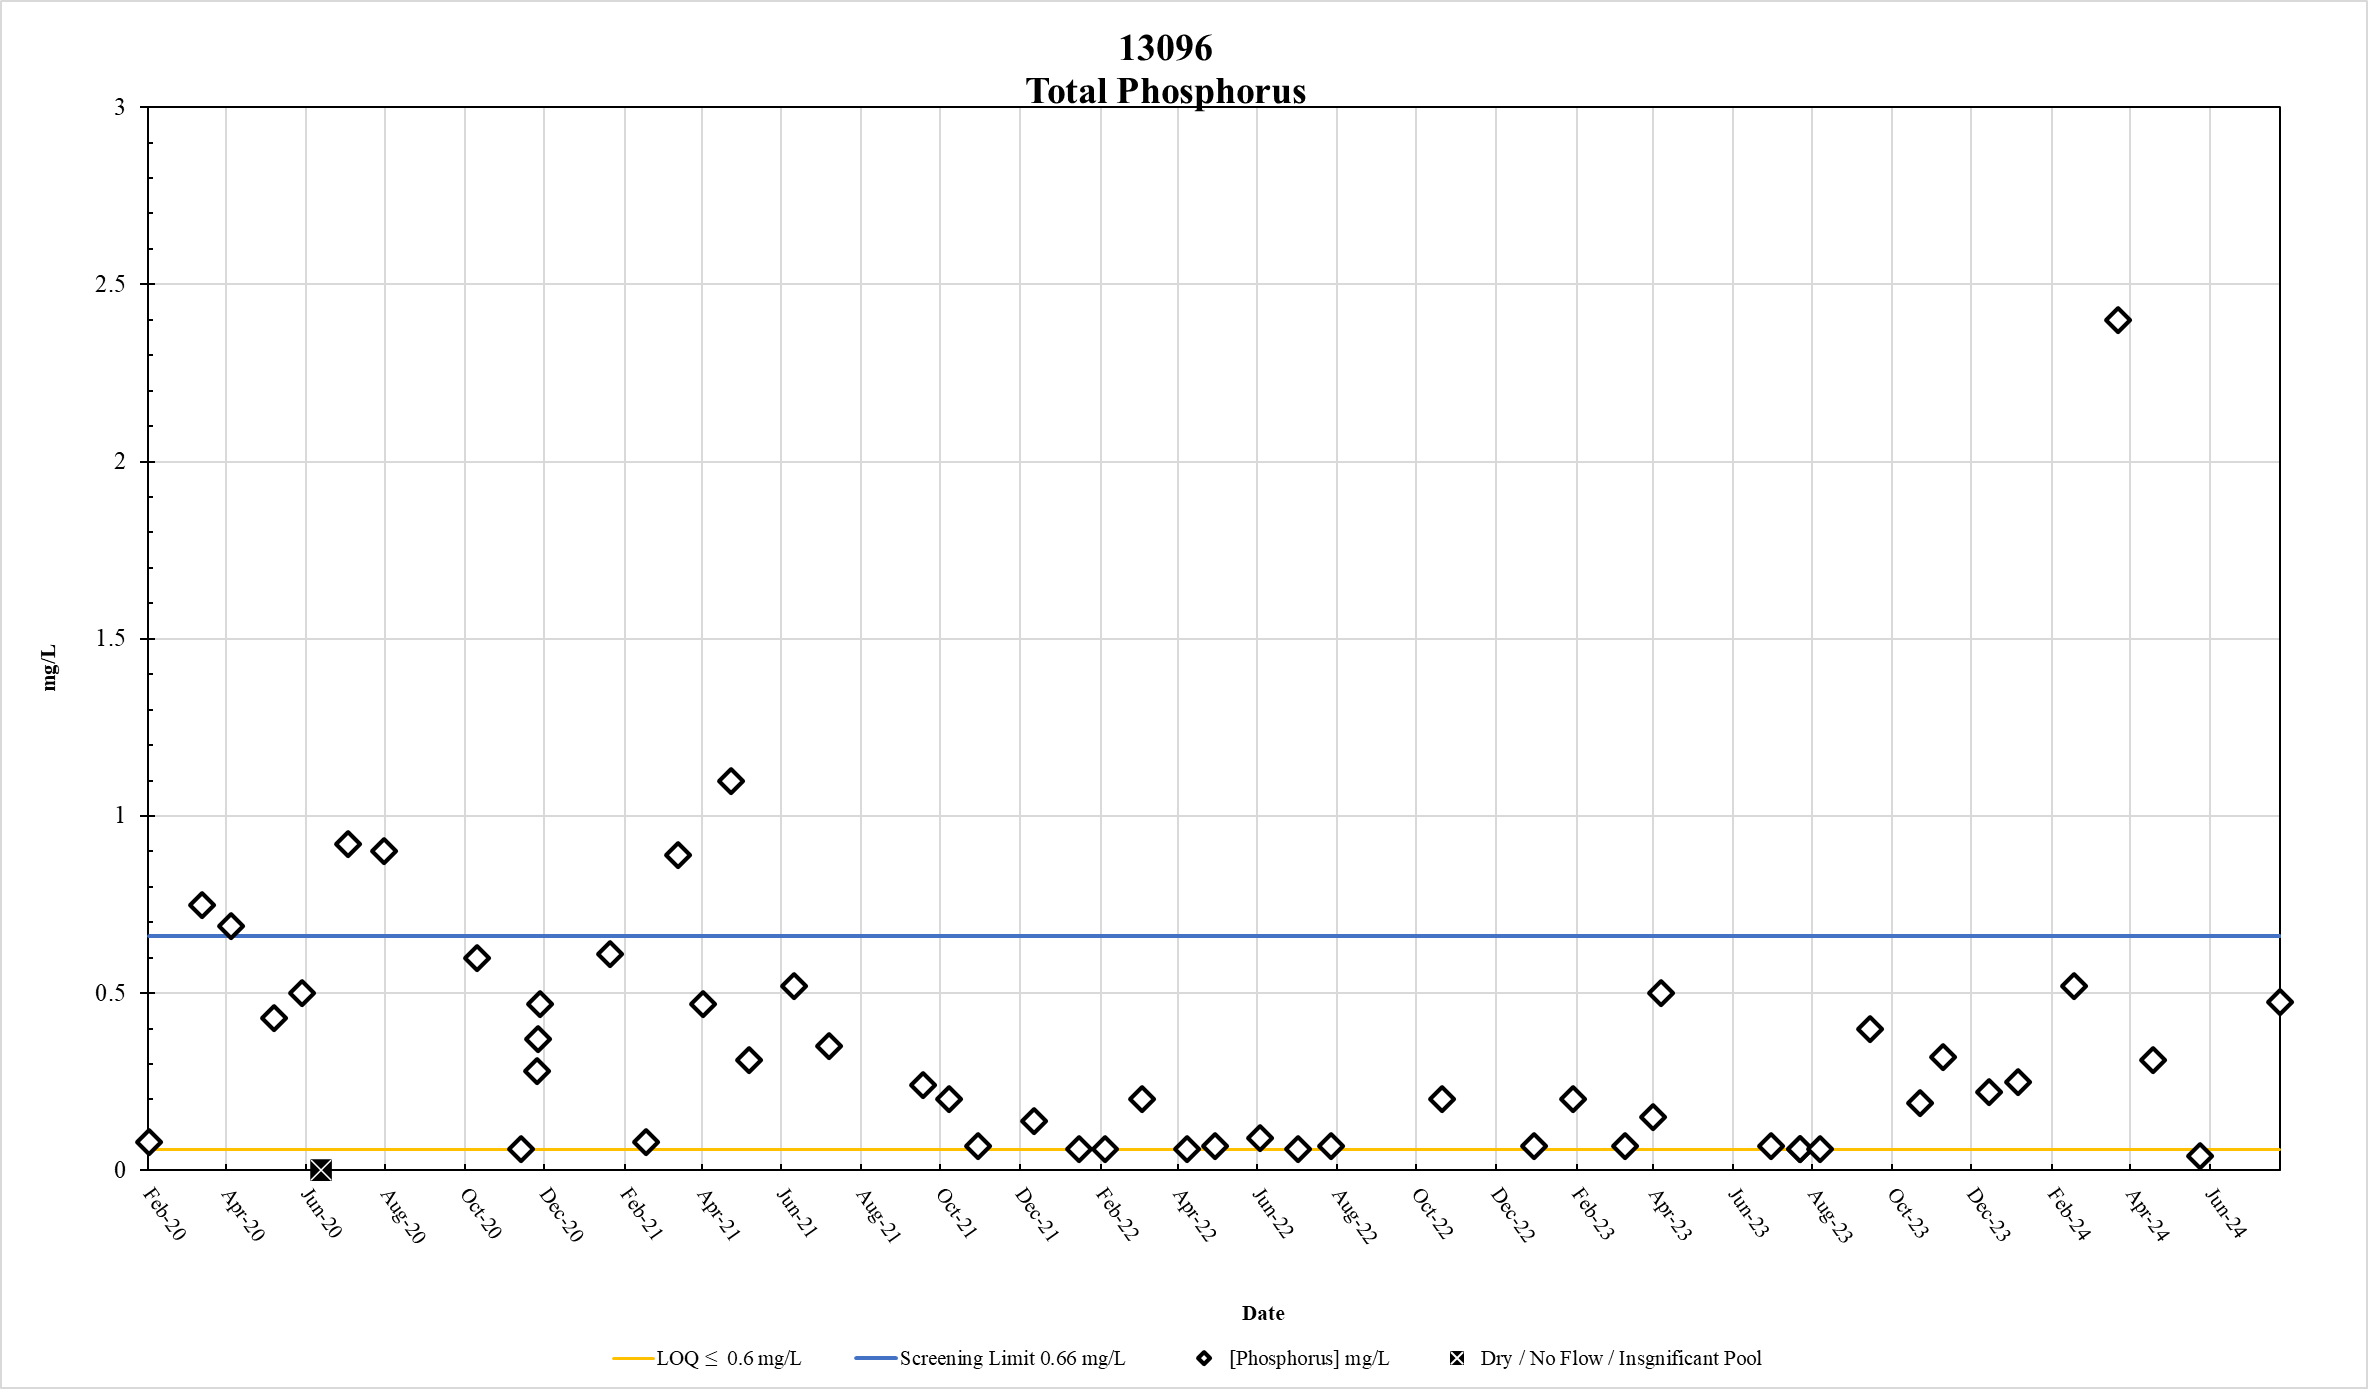 13096
Total Phosphorus
3
2.5
2
1.5
1
0.5
0
mg/L
Feb-20
Apr-20
Jun-20
Aug-20
Oct-20
Dec-20
Feb-21
Apr-21
Jun-21
Aug-21
Oct-21
Dec-21
Feb-22
Apr-22
Jun-22
Aug-22
Oct-22
Dec-22
Feb-23
Apr-23
Jun-23
Aug-23
Oct-23
Dec-23
Feb-24
Apr-24
Jun-24
Date
LOQ ≤ 0.6 mg/L
Screening Limit 0.66 mg/L
[Phosphorus] mg/L
Dry / No Flow / Insgnificant Pool